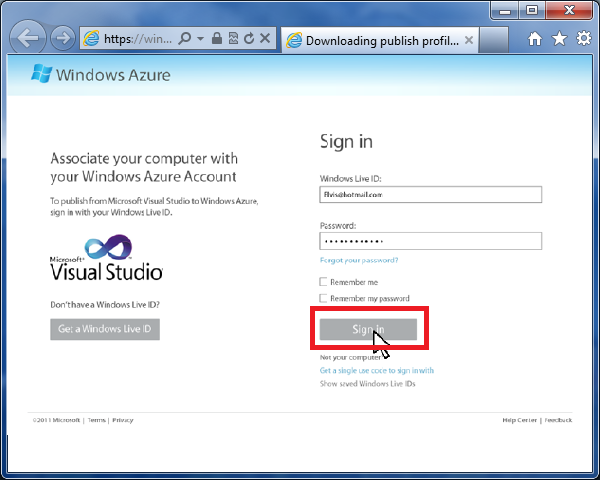 https://win...
Downloading publish profil...
Windows Azure
Sign in
Associate your computer with
your Windows Azure Account
To publish from Microsoft Visual Studio to Windows Azure,
sign in with your Windows Live ID.
Microsoft
Visual Studio
Don't have a Windows Live ID?
Get a Windows Live ID
Windows Live ID:
Elvis@hotmail.com
Password:
Forgot your password?
Remember me
Remember my password
Sign in
Not your computer
Get a single use code to sign in with
Show saved Windows Live IDs
©2011 Microsoft | Terms | Privacy
Help Center | Feedback